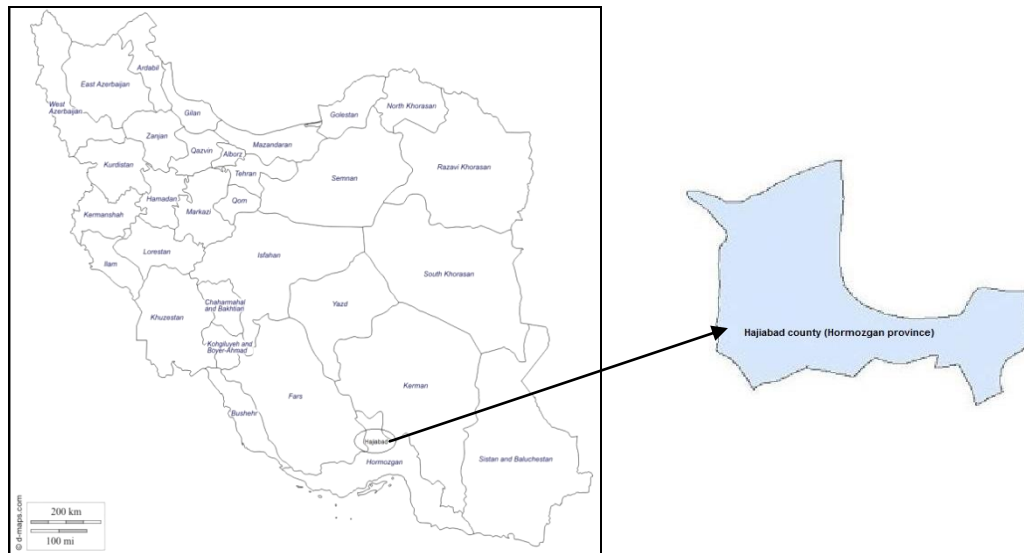 Ardabil
East Azerbaijan
West
Azerbaijan
Gilan
Golestan
North Khorasan
Zanjan
Mazandaran
Qazvin
Alborz
Razavi Khorasan
Kurdistan
Tehran
Semnan
Hamadan
Markazi
Qom
Kermanshah
Lorestan
Isfahan
Ilam
South Khorasan
Chaharmahal
and Bakhtiari
Yazd
Khuzestan
Hajiabad county (Hormozgan province)
Kohgiluyeh and
Boyer-Ahmad
Kerman
Fars
Bushehr
Hajiabad
Hormozgan
Sistan and Baluchestan
200 km
100 mi
© d-maps.com